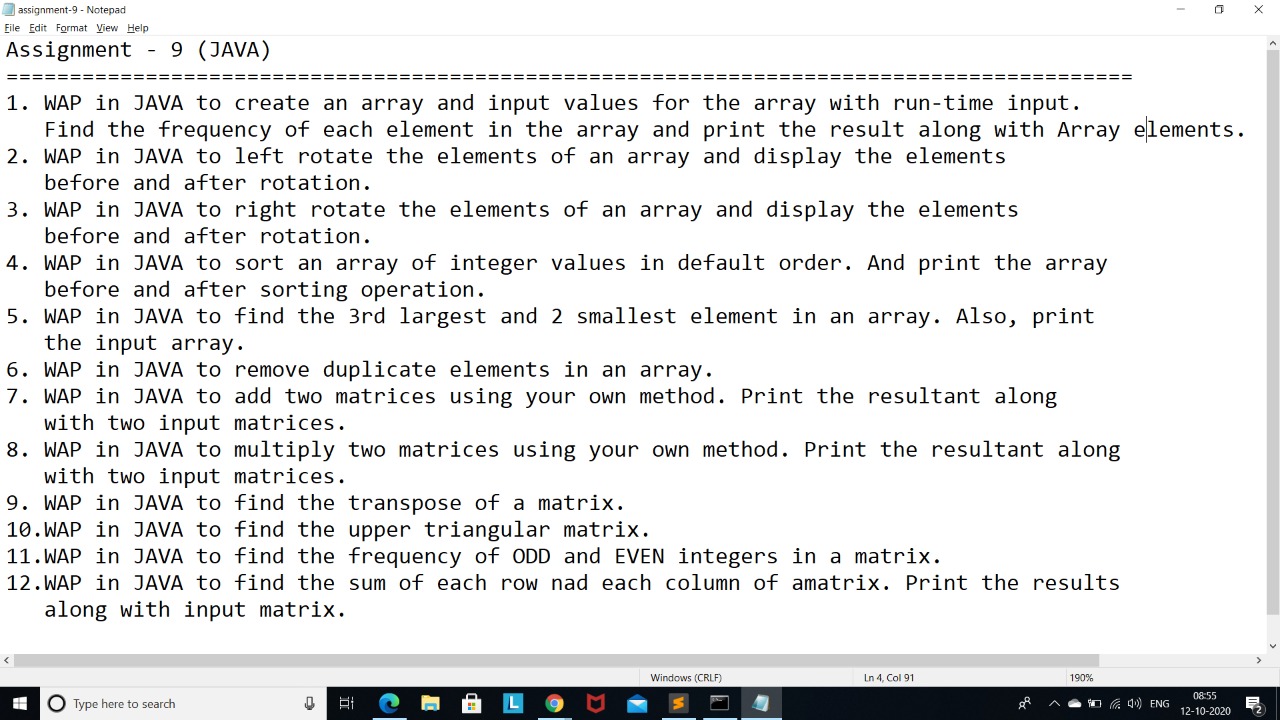 assignment-9 - Notepad
File Edit Format View Help
Assignment - 9 (JAVA)
=========================================================================================
1. WAP in JAVA to create an array and input values for the array with run-time input.
Find the frequency of each element in the array and print the result along with Array elements.
2. WAP in JAVA to left rotate the elements of an array and display the elements
before and after rotation.
3. WAP in JAVA to right rotate the elements of an array and display the elements
before and after rotation.
4. WAP in JAVA to sort an array of integer values in default order. And print the array
before and after sorting operation.
5. WAP in JAVA to find the 3rd largest and 2 smallest element in an array. Also, print
the input array.
6. WAP in JAVA to remove duplicate elements in an array.
7. WAP in JAVA to add two matrices using your own method. Print the resultant along
with two input matrices.
8. WAP in JAVA to multiply two matrices using your own method. Print the resultant along
with two input matrices.
9. WAP in JAVA to find the transpose of a matrix.
10.WAP in JAVA to find the upper triangular matrix.
11.WAP in JAVA to find the frequency of ODD and EVEN integers in a matrix.
12.WAP in JAVA to find the sum of each row nad each column of amatrix. Print the results
along with input matrix.
Windows (CRLF) Ln 4, Col 91 190%
Type here to search L ENG 08:55
12-10-2020 2